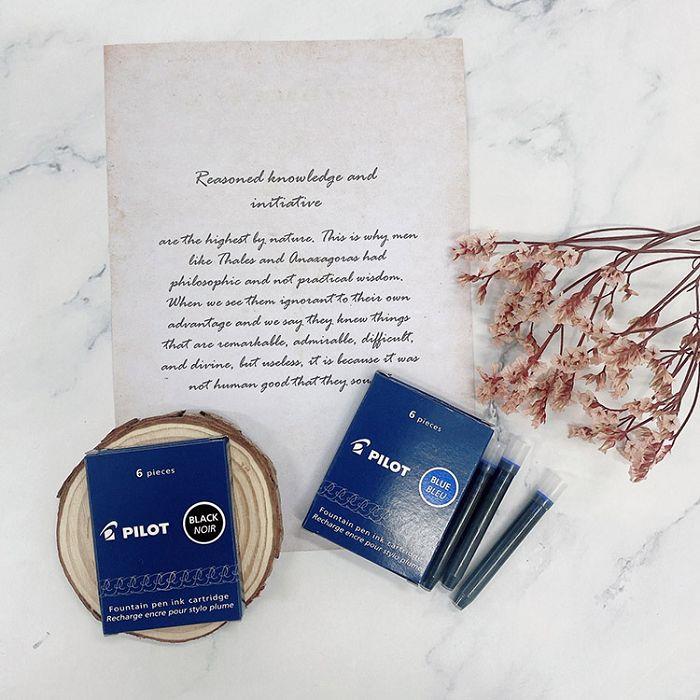 Reasoned knowledge and
initiative
are the highest by nature. This is why men
like Thales and Anaxagoras had
philosophic and not practical wisdom.
When we see them ignorant to their own
advantage and we say they knew things
that are remarkable, admirable, difficult,
and divine, but useless, it is because it was
not human good that they
6 pieces
PILOT
BLACK
NOIR
Fountain pen ink cartridge
Recharge encre pour stylo plume
6 pieces
PILOT
BLUE
BLEU
Fountain pen ink cartridge
Recharge encre pour stylo plume